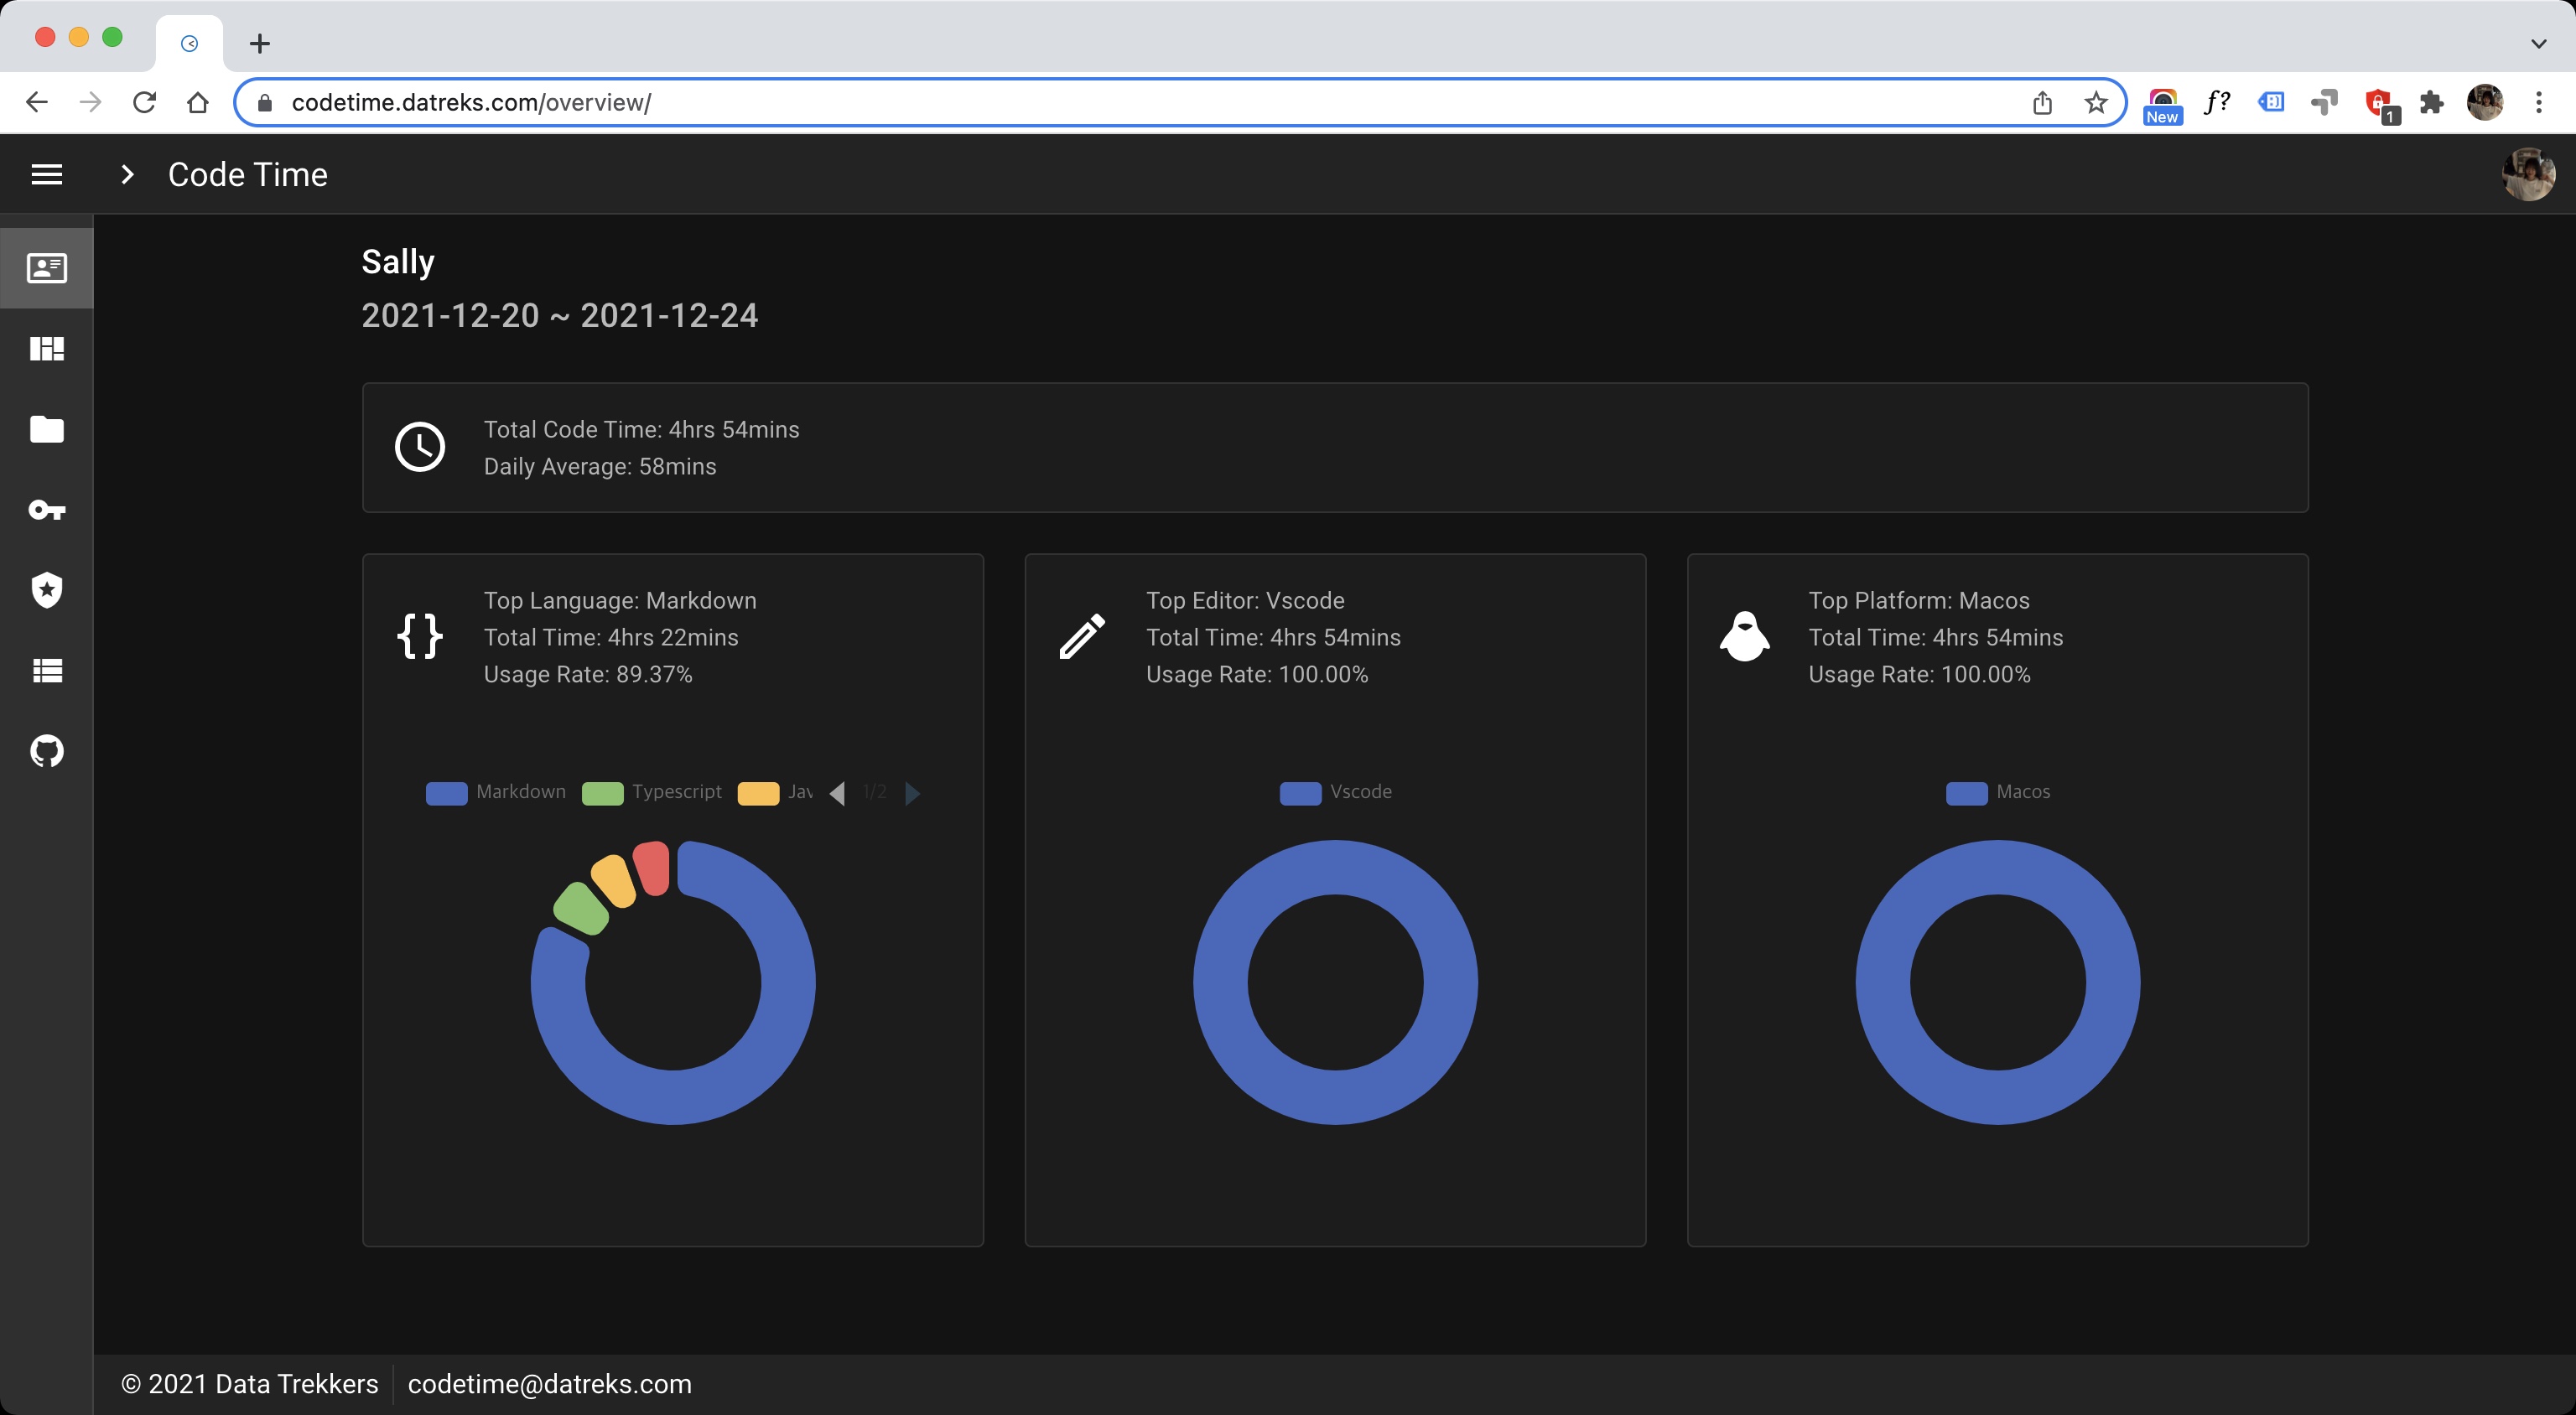 codetime.datreks.com/overview/
f?
New
1
Code Time
Sally
2021-12-20 ~ 2021-12-24
Total Code Time: 4hrs 54mins
Daily Average: 58mins
Top Language: Markdown
Total Time: 4hrs 22mins
Usage Rate: 89.37%
Markdown Typescript Jav 1/2
Top Editor: Vscode
Total Time: 4hrs 54mins
Usage Rate: 100.00%
Vscode
Top Platform: Macos
Total Time: 4hrs 54mins
Usage Rate: 100.00%
Macos
© 2021 Data Trekkers codetime@datreks.com